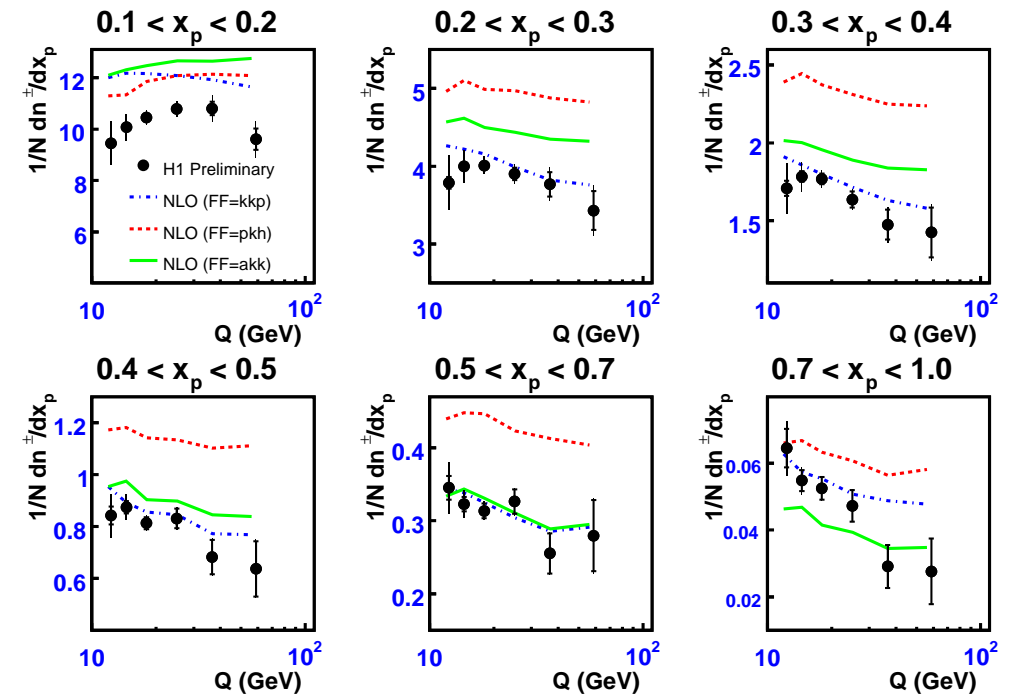 0.1 < xp < 0.2
1/N dn±/dxp
12
10
8
6
H1 Preliminary
NLO (FF=kkp)
NLO (FF=pkh)
NLO (FF=akk)
10
10²
Q (GeV)
0.2 < xp < 0.3
1/N dn±/dxp
5
4
3
10
10²
Q (GeV)
0.3 < xp < 0.4
1/N dn±/dxp
2.5
2
1.5
10
10²
Q (GeV)
0.4 < xp < 0.5
1/N dn±/dxp
1.2
1
0.8
0.6
10
10²
Q (GeV)
0.5 < xp < 0.7
1/N dn±/dxp
0.4
0.3
0.2
10
10²
Q (GeV)
0.7 < xp < 1.0
1/N dn±/dxp
0.06
0.04
0.02
10
10²
Q (GeV)